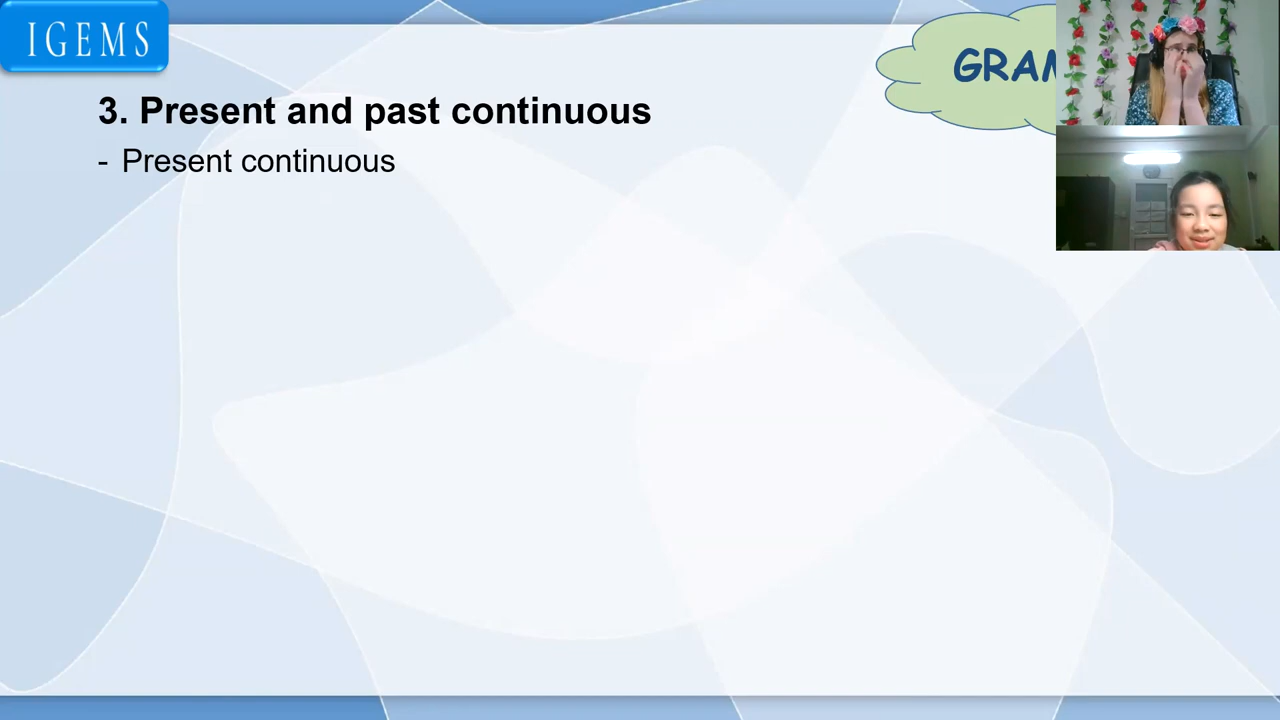 IGEMS
GRAM
3. Present and past continuous
- Present continuous